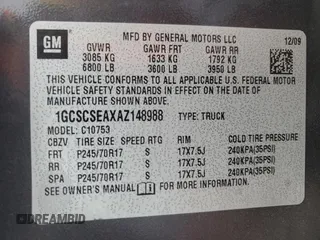 GM
MFD BY GENERAL MOTORS LLC 12/09
GVWR GAWR FRT GAWR RR
3085 KG 1633 KG 1792 KG
6800 LB 3600 LB 3950 LB
THIS VEHICLE CONFORMS TO ALL APPLICABLE U.S. FEDERAL MOTOR
VEHICLE SAFETY STANDARDS IN EFFECT ON THE DATE OF
MANUFACTURE SHOWN ABOVE.
1GCSCSEAXAZ148988 TYPE: TRUCK
MODEL: C10753
CBZV TIRE SIZE SPEED RTG RIM COLD TIRE PRESSURE
FRT P245/70R17 S 17X7.5J 240KPA(35PSI)
RR P245/70R17 S 17X7.5J 240KPA(35PSI)
SPA P245/70R17 S 17X7.5J 240KPA(35PSI)
SEE OWNER'S MANUAL FOR ADDITIONAL INFORMATION.
DREAMBID